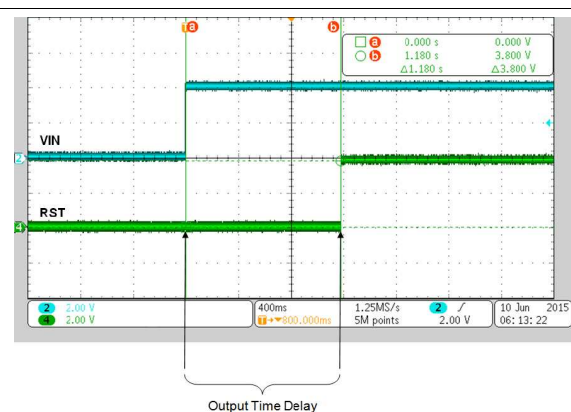 T a b
a 0.000 s 0.000 V
b 1.180 s 3.800 V
△1.180 s △3.800 V
VIN
2
RST
4
2 2.00 V
4 2.00 V
400ms 1.25MS/s 2
T→▼800.000ms 5M points 2.00 V
10 Jun 2015
06:13:22
Output Time Delay